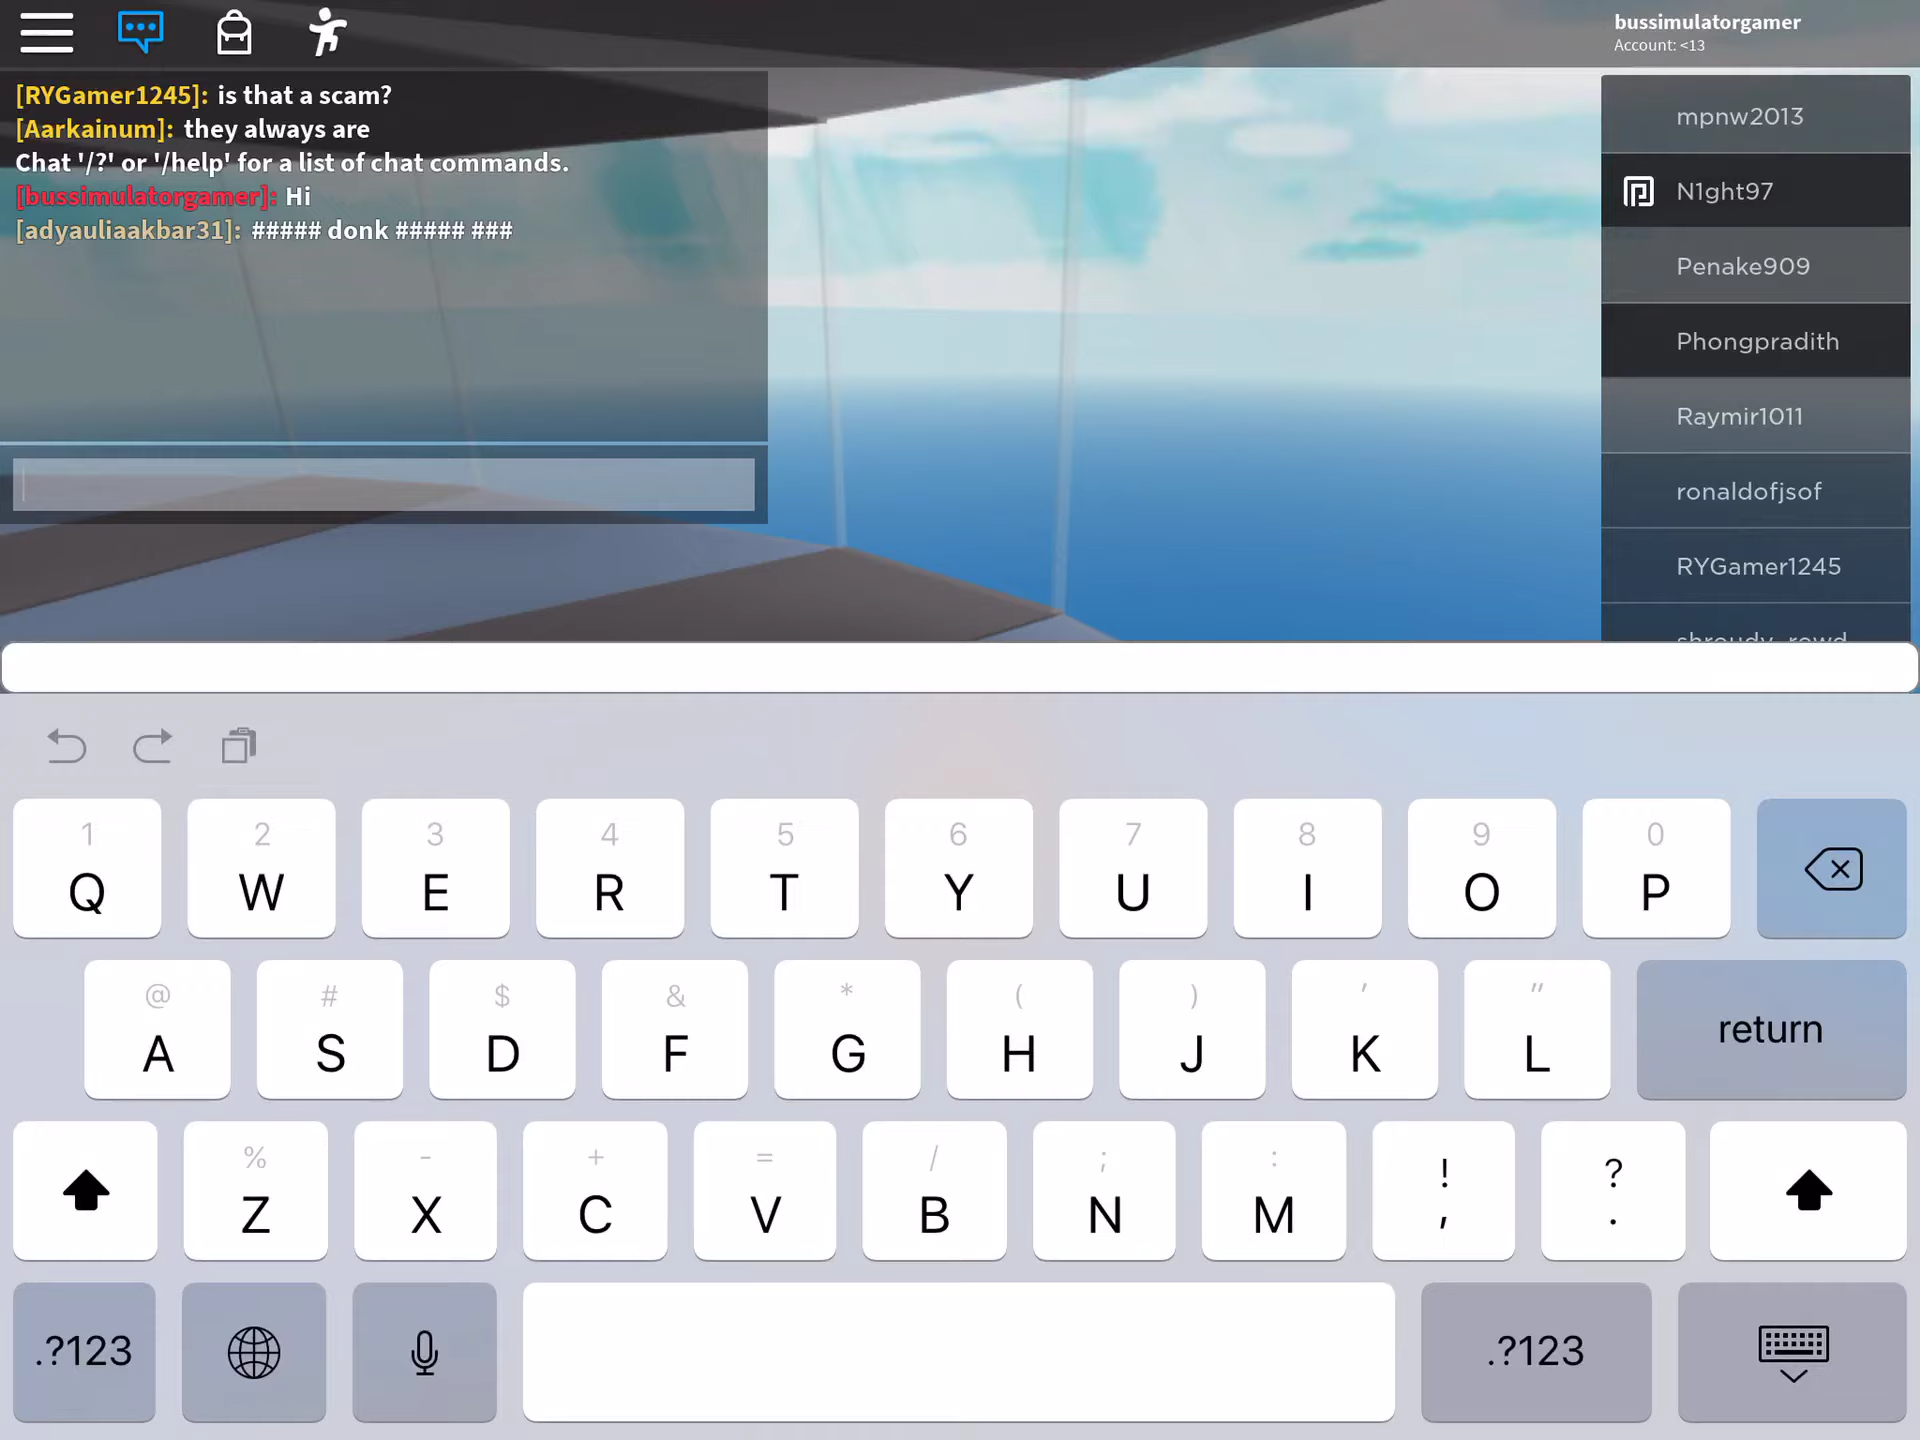 bussimulatorgamer
Account: <13
[RYGamer1245]: is that a scam?
[Aarkainum]: they always are
Chat '/?' or '/help' for a list of chat commands.
[bussimulatorgamer]: Hi
[adyauliaakbar31]: ##### donk ##### ###
mpnw2013
N1ght97
Penake909
Phongpradith
Raymir1011
ronaldofjsof
RYGamer1245
1 2 3 4 5 6 7 8 9 0
Q W E R T Y U I O P
@ # $ & * ( ) ' "
A S D F G H J K L return
% - + = / ; : ! ?
Z X C V B N M , .
.?123 .?123